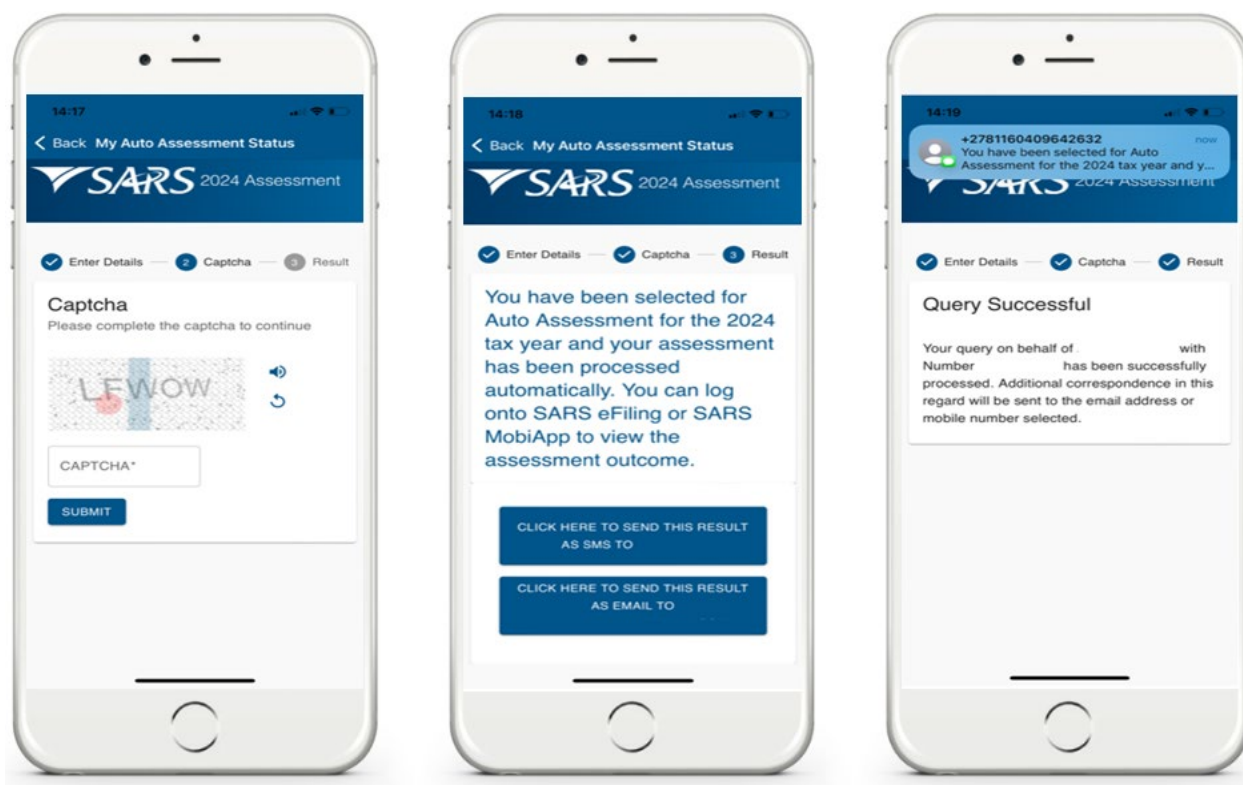 14:17
Back My Auto Assessment Status
SARS 2024 Assessment
Enter Details
2 Captcha
3 Result
Captcha
Please complete the captcha to continue
LEWOW
CAPTCHA*
SUBMIT
14:18
Back My Auto Assessment Status
SARS 2024 Assessment
Enter Details
Captcha
3 Result
You have been selected for
Auto Assessment for the 2024
tax year and your assessment
has been processed
automatically. You can log
onto SARS eFiling or SARS
MobiApp to view the
assessment outcome.
CLICK HERE TO SEND THIS RESULT
AS SMS TO
CLICK HERE TO SEND THIS RESULT
AS EMAIL TO
14:19
+2781160409642632 now
You have been selected for Auto
Assessment for the 2024 tax year and y...
SARS 2024 Assessment
Enter Details
Captcha
Result
Query Successful
Your query on behalf of with
Number has been successfully
processed. Additional correspondence in this
regard will be sent to the email address or
mobile number selected.